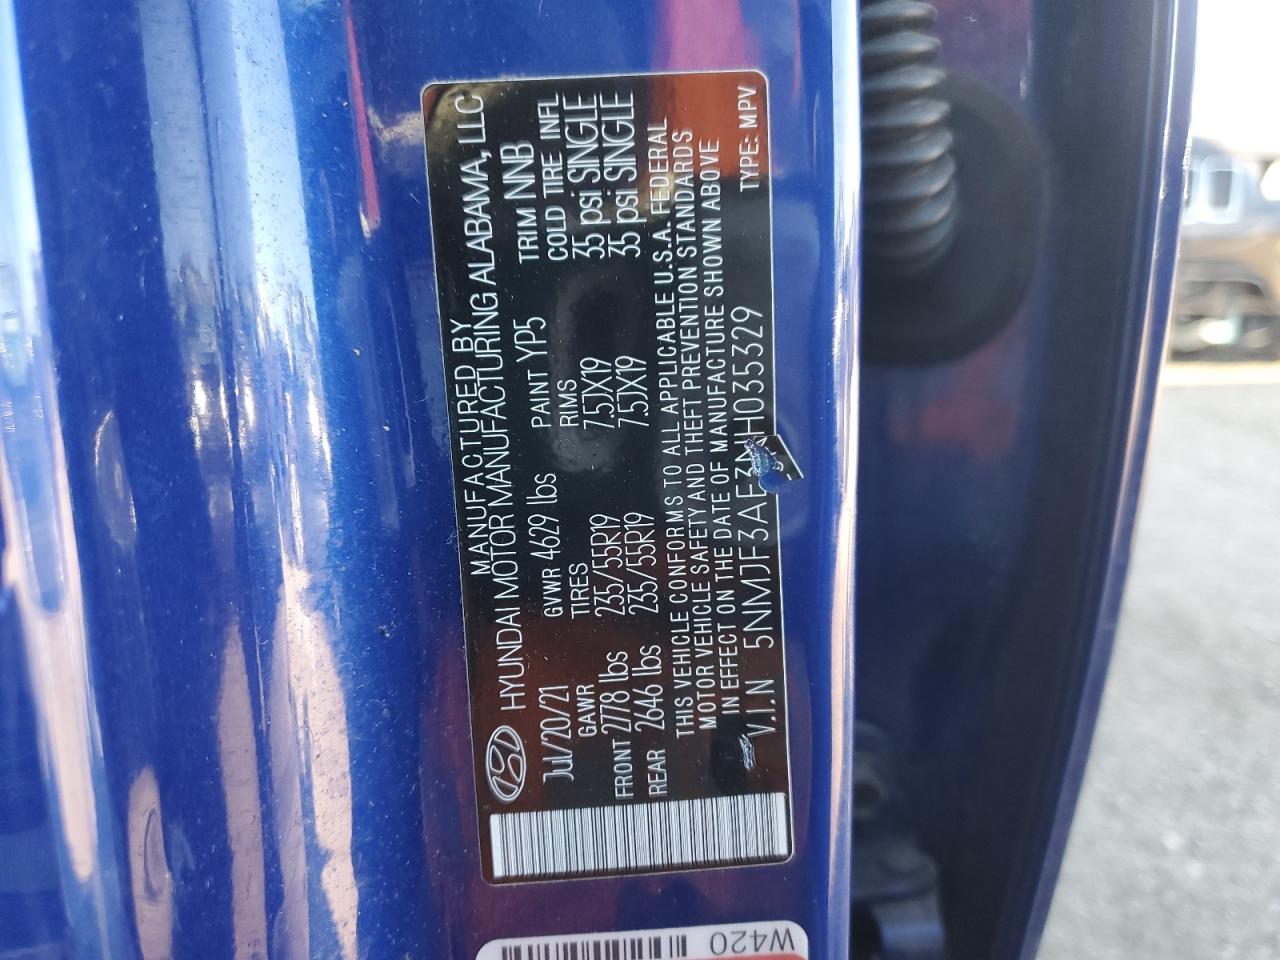 MANUFACTURED BY
HYUNDAI MOTOR MANUFACTURING ALABAMA, LLC
Jul/20/21 GVWR 4629 lbs PAINT YP5 TRIM NNB
GAWR TIRES RIMS COLD TIRE INFL
FRONT 2778 lbs 235/55R19 7.5JX19 35 psi SINGLE
REAR 2646 lbs 235/55R19 7.5JX19 35 psi SINGLE
THIS VEHICLE CONFORMS TO ALL APPLICABLE U.S.A. FEDERAL
MOTOR VEHICLE SAFETY AND THEFT PREVENTION STANDARDS
IN EFFECT ON THE DATE OF MANUFACTURE SHOWN ABOVE
V.I.N 5NMJF3AE3NH035329 TYPE: MPV
W420